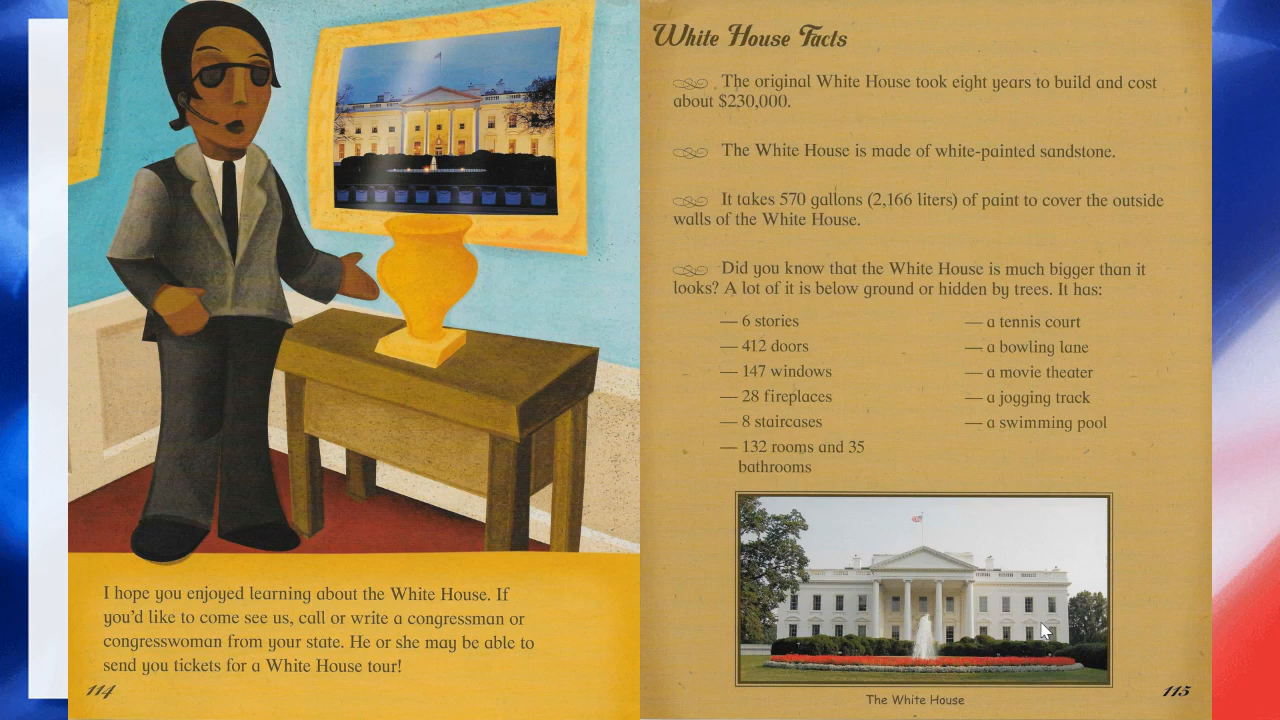 I hope you enjoyed learning about the White House. If
you'd like to come see us, call or write a congressman or
congresswoman from your state. He or she may be able to
send you tickets for a White House tour!
114
White House Facts
The original White House took eight years to build and cost
about $230,000.
The White House is made of white-painted sandstone.
It takes 570 gallons (2,166 liters) of paint to cover the outside
walls of the White House.
Did you know that the White House is much bigger than it
looks? A lot of it is below ground or hidden by trees. It has:
— 6 stories
— 412 doors
— 147 windows
— 28 fireplaces
— 8 staircases
— 132 rooms and 35
bathrooms
— a tennis court
— a bowling lane
— a movie theater
— a jogging track
— a swimming pool
The White House
115